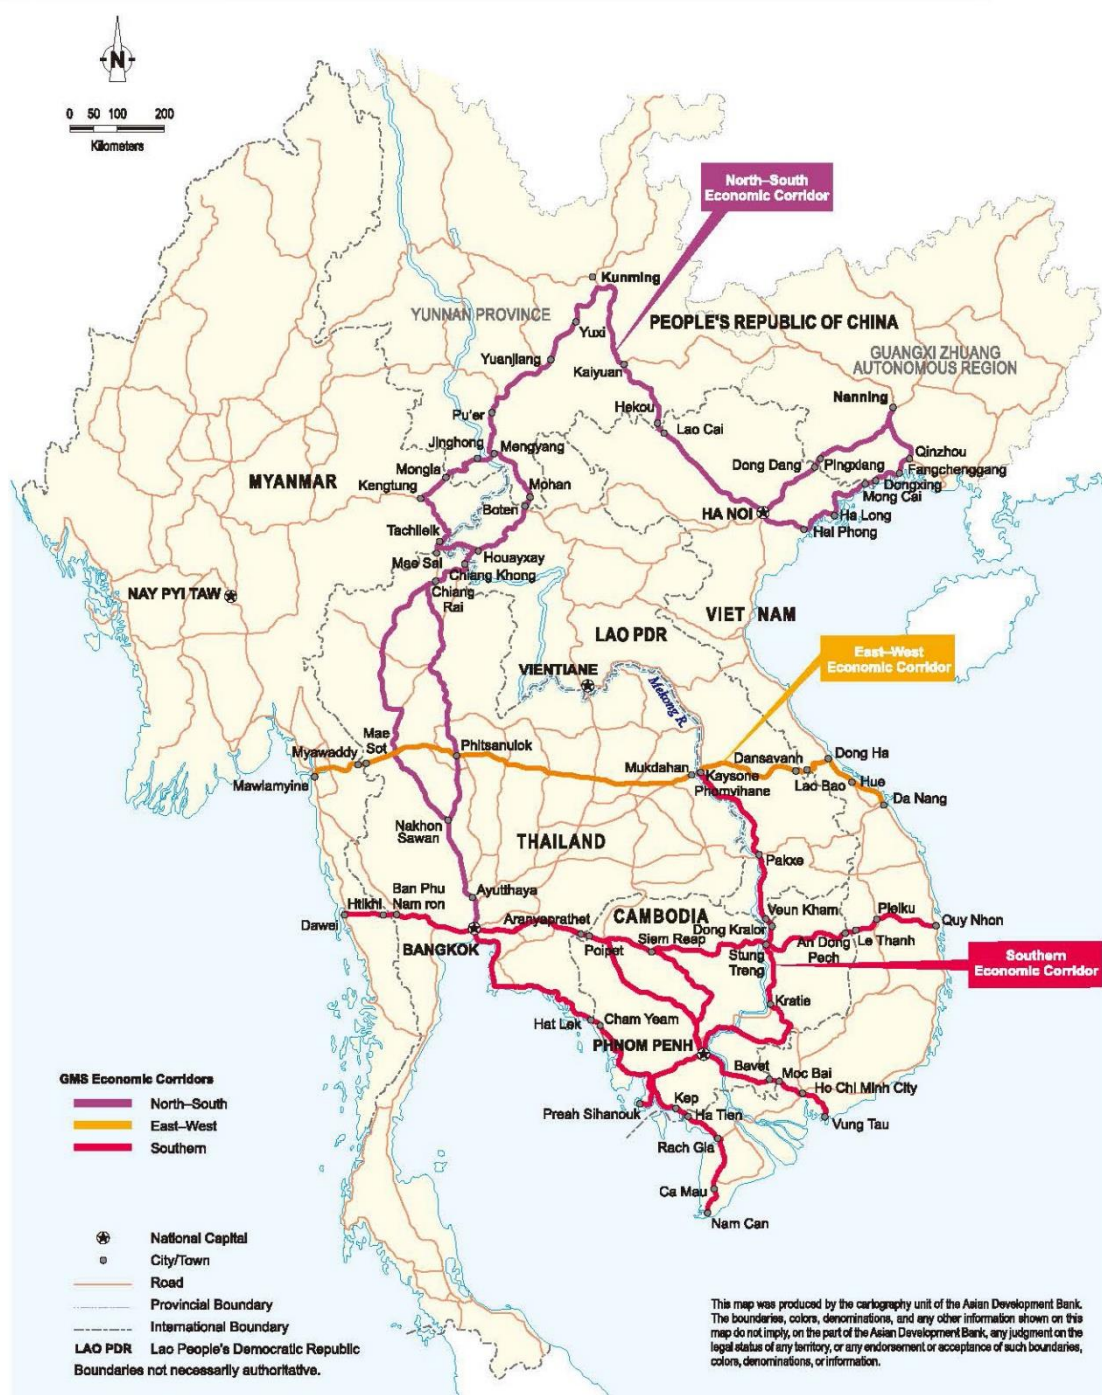 N
0 50 100 200
Kilometers
North–South
Economic Corridor
Kunming
YUNNAN PROVINCE
Yuxi
PEOPLE'S REPUBLIC OF CHINA
Yuanjiang
Kaiyuan
GUANGXI ZHUANG
AUTONOMOUS REGION
Nanning
Pu'er
Hekou
Lao Cai
Jinghong
Mengyang
Qinzhou
Mongla
Dong Dang
Pingxiang
Fangchenggang
MYANMAR
Kengtung
Mohan
Dongxing
Mong Cai
Boten
HA NOI
Ha Long
Hai Phong
Tachileik
Mae Sai
Houayxay
Chiang Khong
Chiang
Rai
NAY PYI TAW
VIET NAM
LAO PDR
East–West
Economic Corridor
VIENTIANE
Mekong R.
Mae
Sot
Myawaddy
Phitsanulok
Dansavanh
Dong Ha
Mawlamyine
Mukdahan
Kaysone
Phomvihane
Lao Bao
Hue
Da Nang
Nakhon
Sawan
THAILAND
Pakxe
Ban Phu
Nam ron
Htikhi
Ayutthaya
Dawei
Aranyaprathet
CAMBODIA
Veun Kham
Dong Kralor
Pleiku
Quy Nhon
BANGKOK
Poipet
Siem Reap
Stung
Treng
An Dong
Pech
Le Thanh
Southern
Economic Corridor
Kratie
Hat Lek
Cham Yeam
PHNOM PENH
Bavet
Moc Bai
Ho Chi Minh City
GMS Economic Corridors
North–South
East–West
Southern
Preah Sihanouk
Kep
Ha Tien
Vung Tau
Rach Gia
Ca Mau
Nam Can
National Capital
City/Town
Road
Provincial Boundary
International Boundary
LAO PDR Lao People's Democratic Republic
Boundaries not necessarily authoritative.
This map was produced by the cartography unit of the Asian Development Bank.
The boundaries, colors, denominations, and any other information shown on this
map do not imply, on the part of the Asian Development Bank, any judgment on the
legal status of any territory, or any endorsement or acceptance of such boundaries,
colors, denominations, or information.